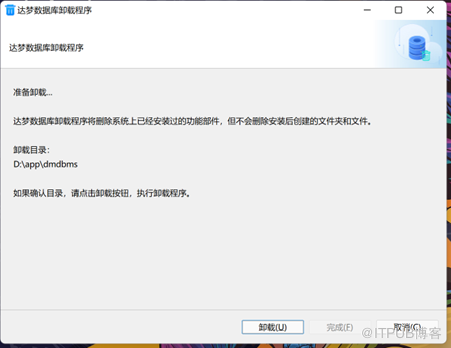 达梦数据库卸载程序
达梦数据库卸载程序
准备卸载...
达梦数据库卸载程序将删除系统上已经安装过的功能部件，但不会删除安装后创建的文件夹和文件。
卸载目录：
D:\app\dmdbms
如果确认目录，请点击卸载按钮，执行卸载程序。
卸载(U) 完成(F) 取消(C)
@ITPUB博客